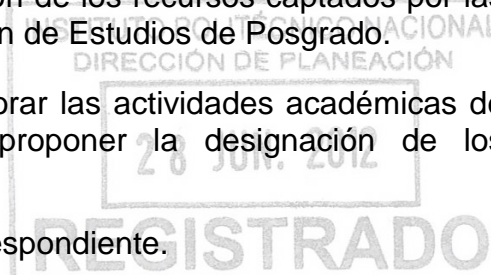 ón de los recursos captados por las
INSTITUTO POLITÉCNICO NACIONAL
n de Estudios de Posgrado.
DIRECCIÓN DE PLANEACIÓN
orar las actividades académicas de
proponer la designación de los
28 JUN. 2012
REGISTRADO
espondiente.